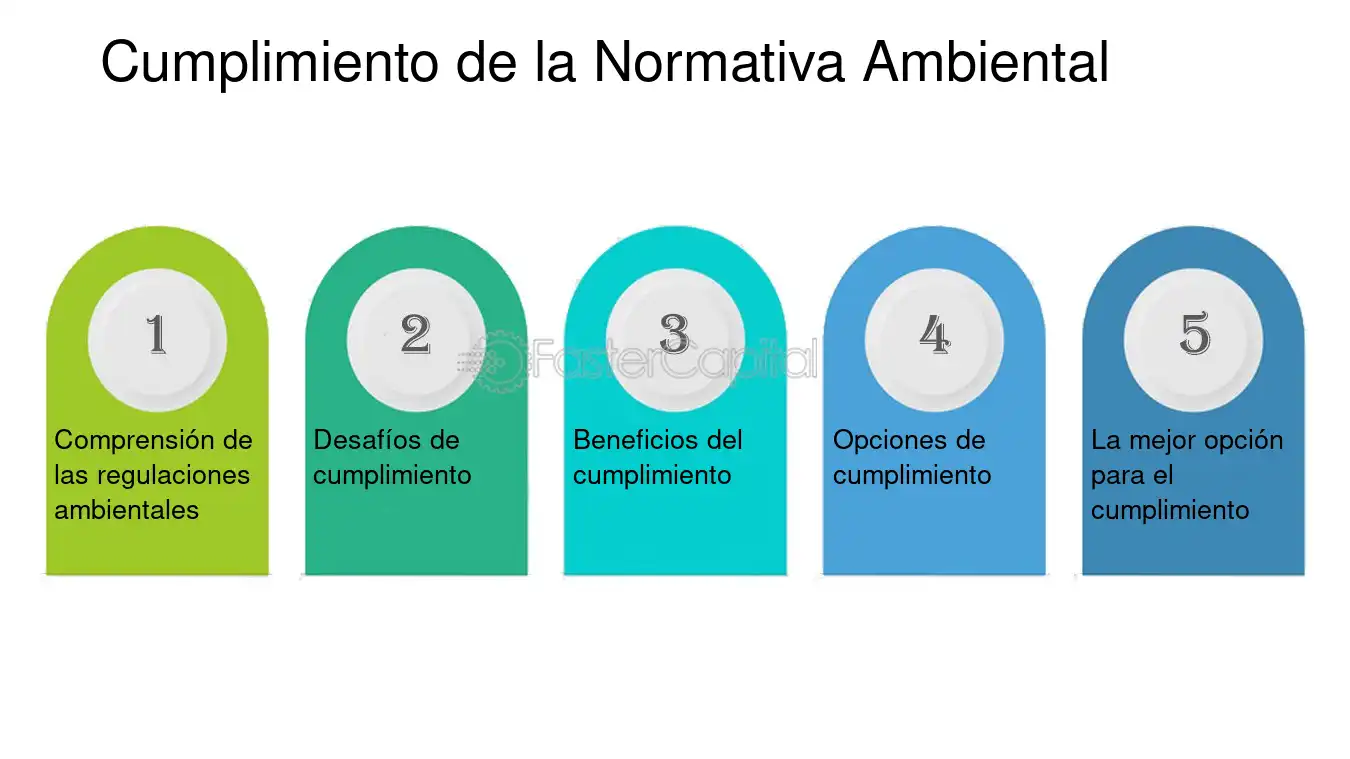 Cumplimiento de la Normativa Ambiental
1
2
3
4
5
FasterCapital
Comprensión de
las regulaciones
ambientales
Desafíos de
cumplimiento
Beneficios del
cumplimiento
Opciones de
cumplimiento
La mejor opción
para el
cumplimiento